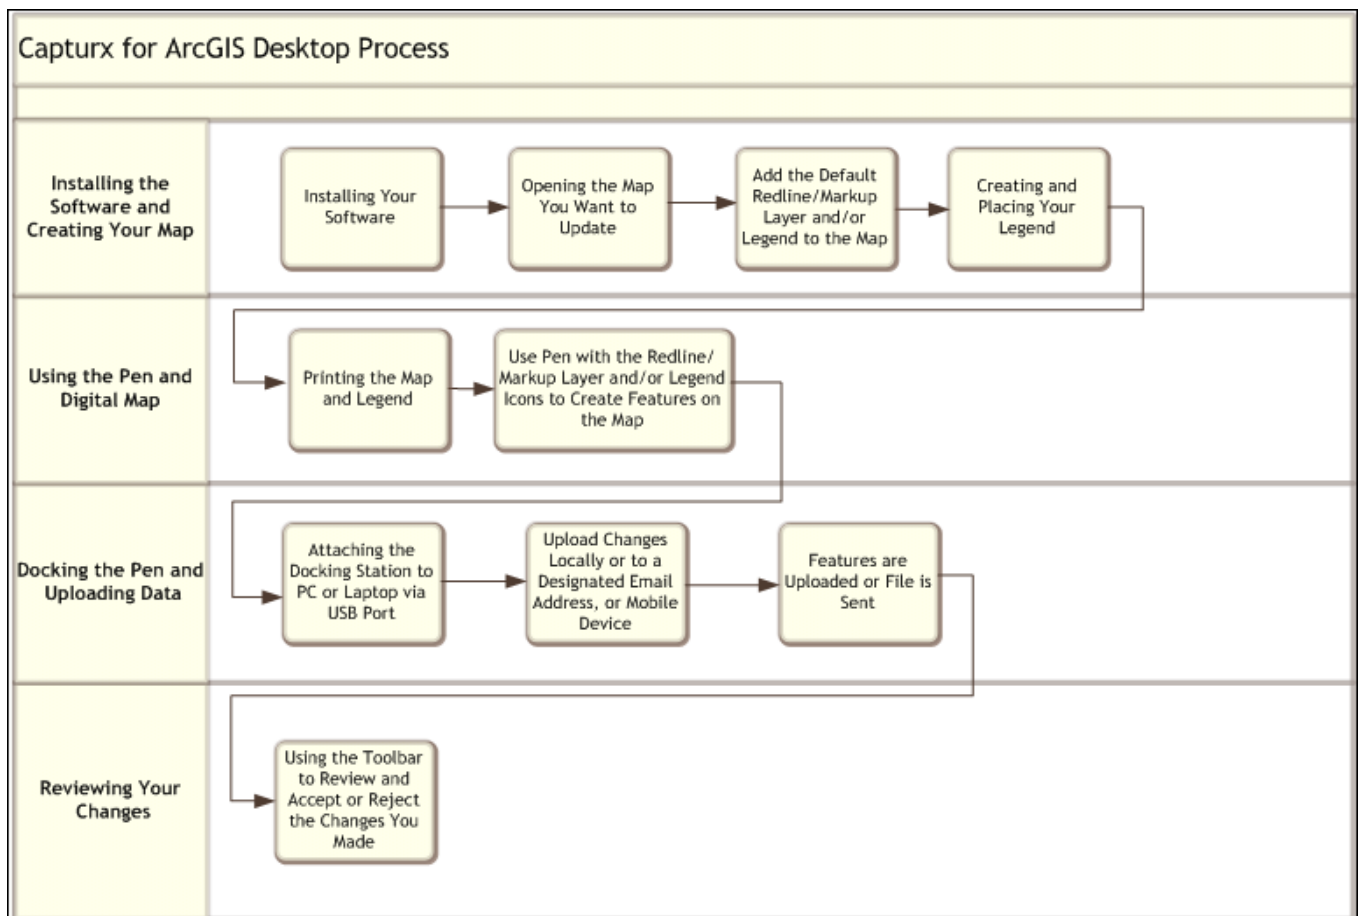 Capturx for ArcGIS Desktop Process
Installing the
Software and
Creating Your Map
Installing Your
Software
Opening the Map
You Want to
Update
Add the Default
Redline/Markup
Layer and/or
Legend to the Map
Creating and
Placing Your
Legend
Using the Pen and
Digital Map
Printing the Map
and Legend
Use Pen with the Redline/
Markup Layer and/or Legend
Icons to Create Features on
the Map
Docking the Pen and
Uploading Data
Attaching the
Docking Station to
PC or Laptop via
USB Port
Upload Changes
Locally or to a
Designated Email
Address, or Mobile
Device
Features are
Uploaded or File is
Sent
Reviewing Your
Changes
Using the Toolbar
to Review and
Accept or Reject
the Changes You
Made